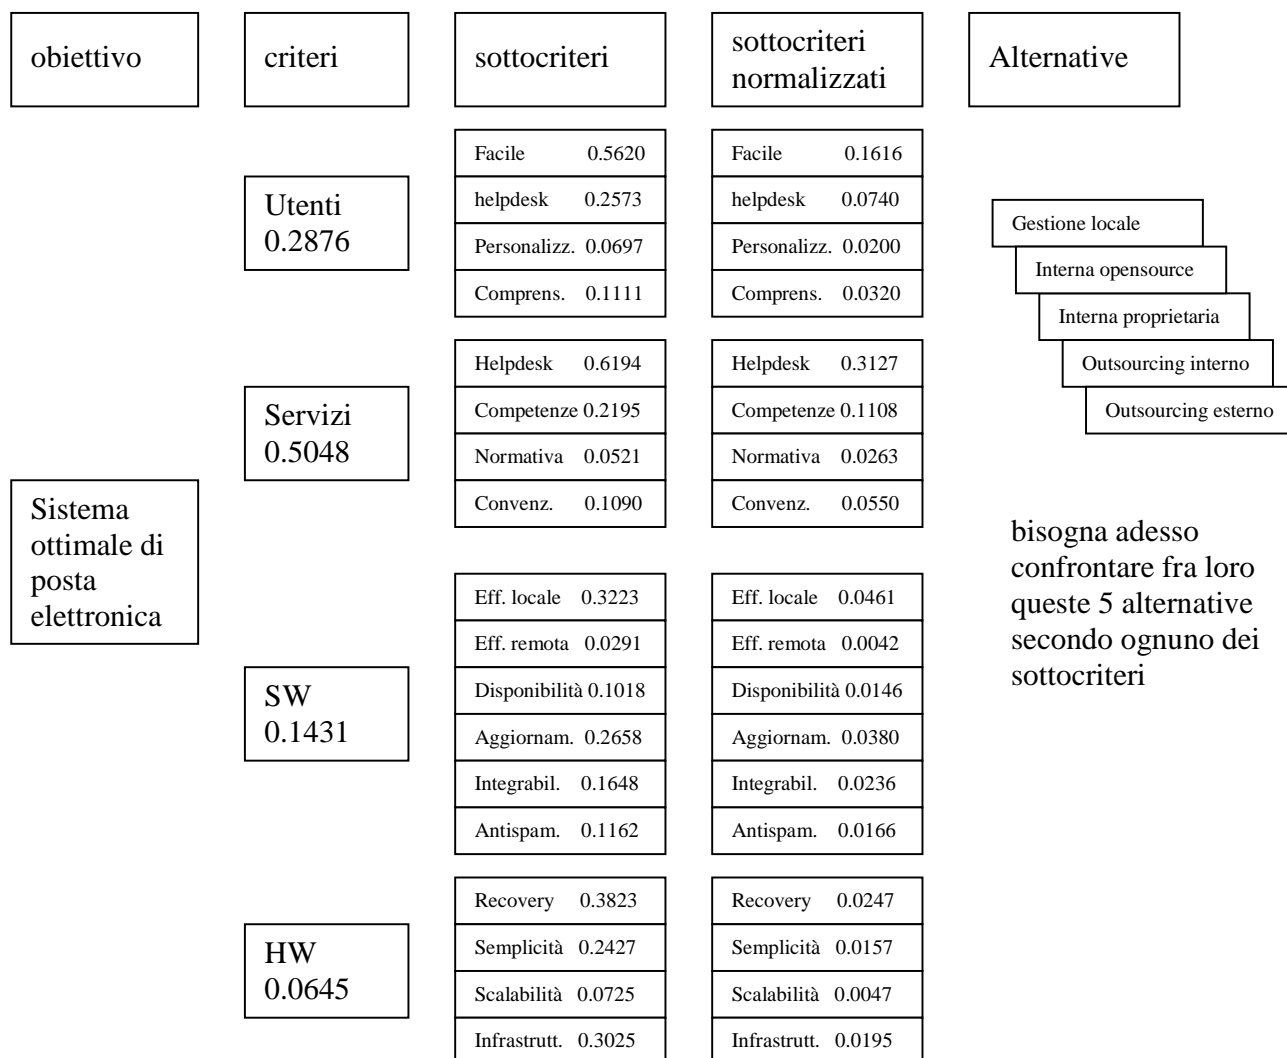 obiettivo
criteri
sottocriteri
sottocriteri
normalizzati
Alternative
Utenti
0.2876
Facile 0.5620
helpdesk 0.2573
Personalizz. 0.0697
Comprens. 0.1111
Facile 0.1616
helpdesk 0.0740
Personalizz. 0.0200
Comprens. 0.0320
Gestione locale
Interna opensource
Interna proprietaria
Outsourcing interno
Outsourcing esterno
Servizi
0.5048
Helpdesk 0.6194
Competenze 0.2195
Normativa 0.0521
Convenz. 0.1090
Helpdesk 0.3127
Competenze 0.1108
Normativa 0.0263
Convenz. 0.0550
Sistema
ottimale di
posta
elettronica
bisogna adesso
confrontare fra loro
queste 5 alternative
secondo ognuno dei
sottocriteri
SW
0.1431
Eff. locale 0.3223
Eff. remota 0.0291
Disponibilità 0.1018
Aggiornam. 0.2658
Integrabil. 0.1648
Antispam. 0.1162
Eff. locale 0.0461
Eff. remota 0.0042
Disponibilità 0.0146
Aggiornam. 0.0380
Integrabil. 0.0236
Antispam. 0.0166
HW
0.0645
Recovery 0.3823
Semplicità 0.2427
Scalabilità 0.0725
Infrastrutt. 0.3025
Recovery 0.0247
Semplicità 0.0157
Scalabilità 0.0047
Infrastrutt. 0.0195